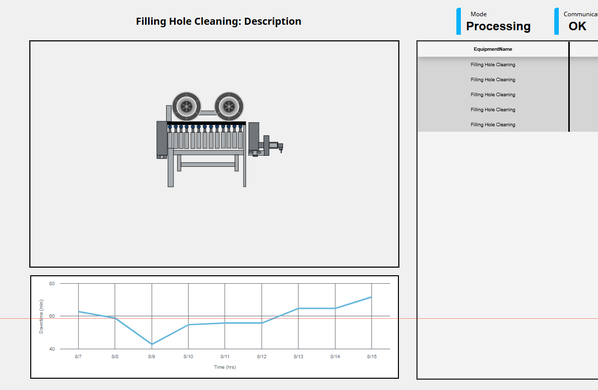 Filling Hole Cleaning: Description
Mode
Processing
Communica
OK
EquipmentName
Filling Hole Cleaning
Filling Hole Cleaning
Filling Hole Cleaning
Filling Hole Cleaning
Filling Hole Cleaning
80
60
40
Downtime (min)
8/7
8/8
8/9
8/10
8/11
8/12
8/13
8/14
8/15
Time (hrs)